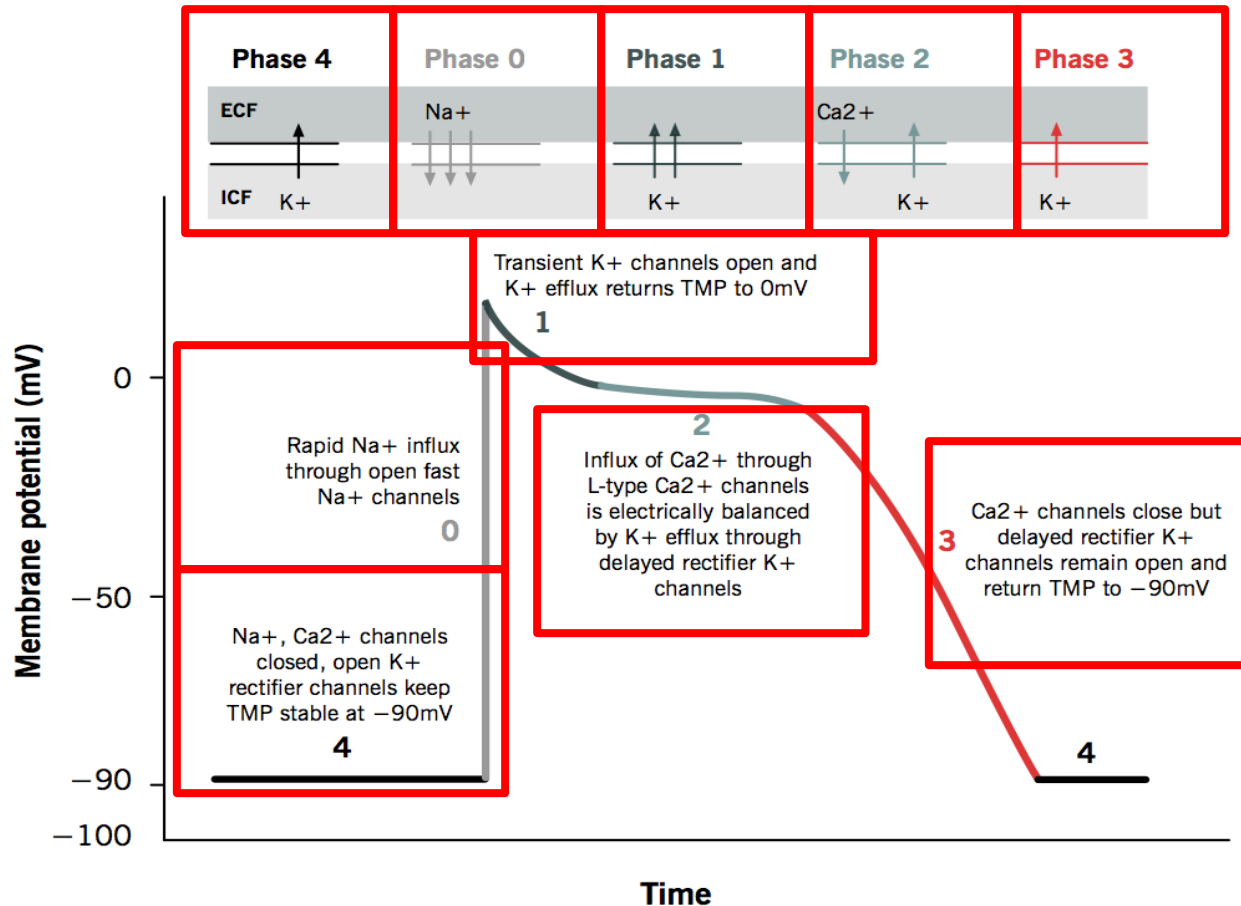 Phase 4
Phase 0
Phase 1
Phase 2
Phase 3
ECF
Na+
Ca2+
ICF
K+
K+
K+
K+
Transient K+ channels open and
K+ efflux returns TMP to 0mV
1
Membrane potential (mV)
0
Rapid Na+ influx
through open fast
Na+ channels
0
2
Influx of Ca2+ through
L-type Ca2+ channels
is electrically balanced
by K+ efflux through
delayed rectifier K+
channels
3
Ca2+ channels close but
delayed rectifier K+
channels remain open and
return TMP to −90mV
−50
Na+, Ca2+ channels
closed, open K+
rectifier channels keep
TMP stable at −90mV
4
4
−90
−100
Time